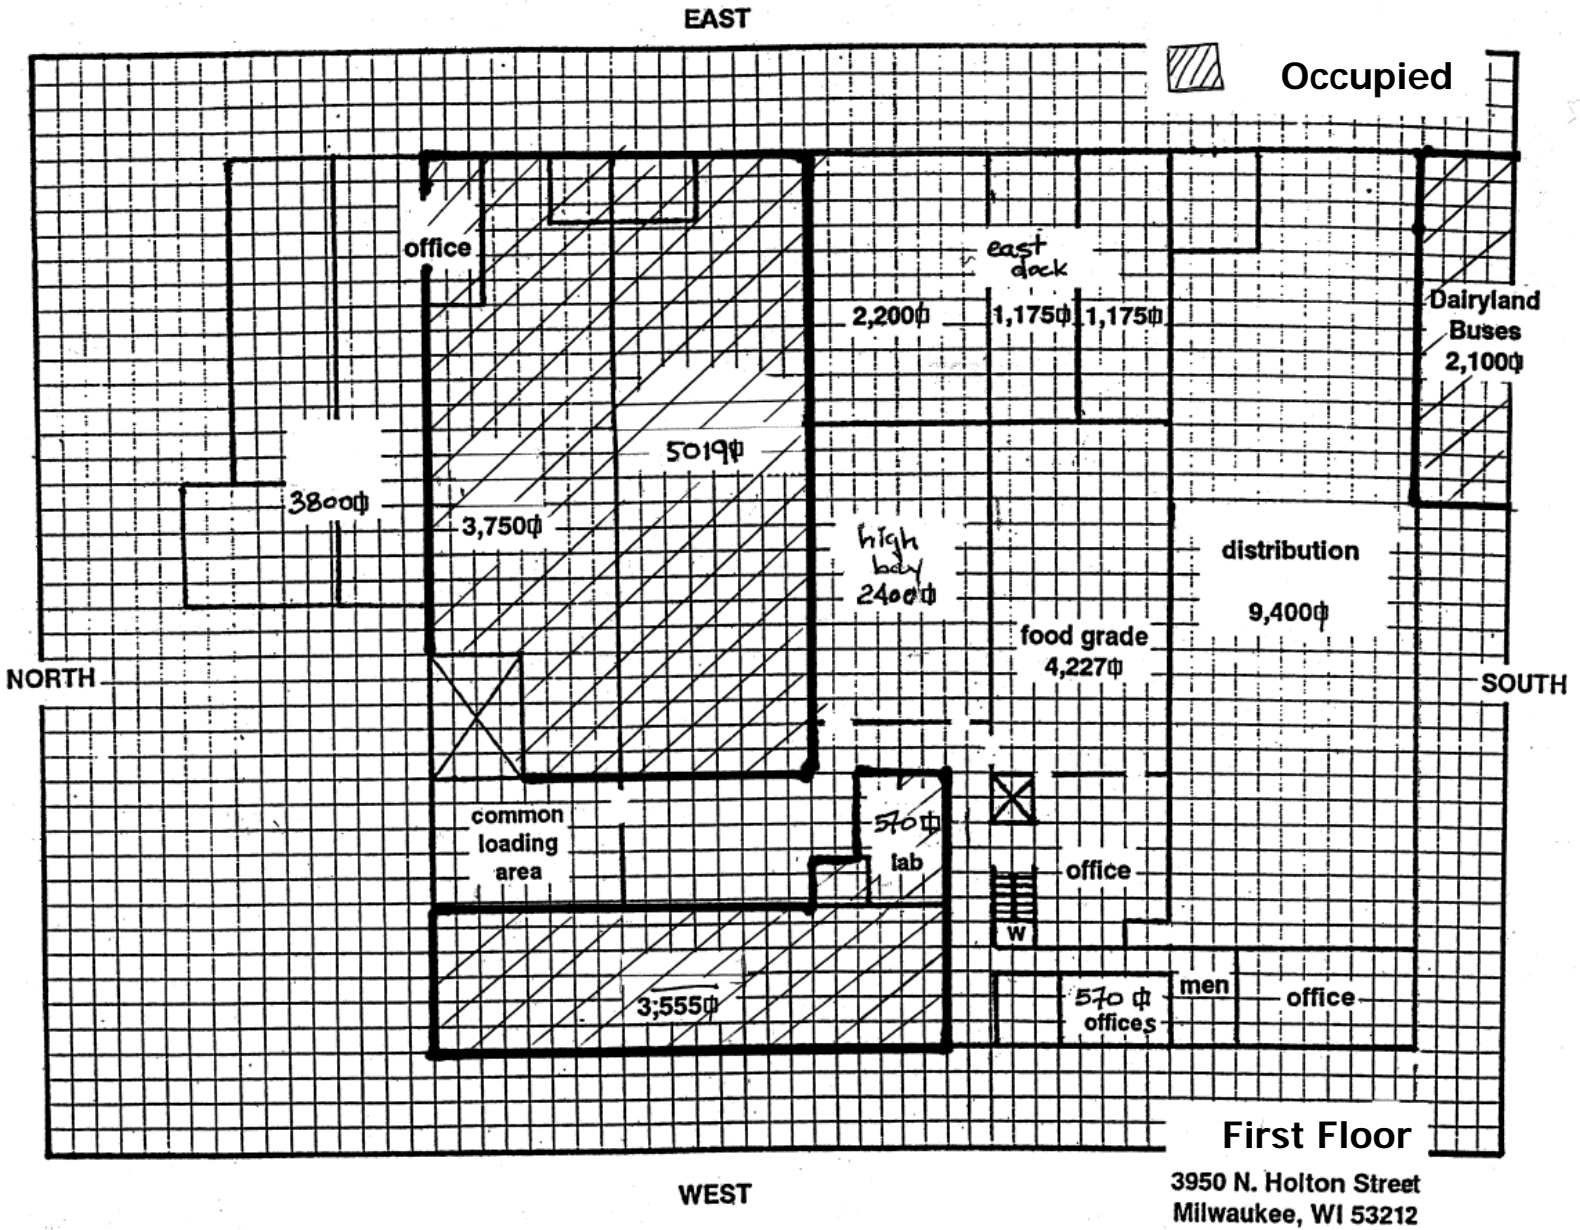 EAST
Occupied
office
east
dock
2,200⏍
1,175⏍
1,175⏍
Dairyland
Buses
2,100⏍
5019⏍
3800⏍
3,750⏍
high
bay
2400⏍
distribution
9,400⏍
food grade
4,227⏍
NORTH
SOUTH
common
loading
area
570⏍
lab
office
W
3,555⏍
570⏍
offices
men
office
First Floor
WEST
3950 N. Holton Street
Milwaukee, WI 53212